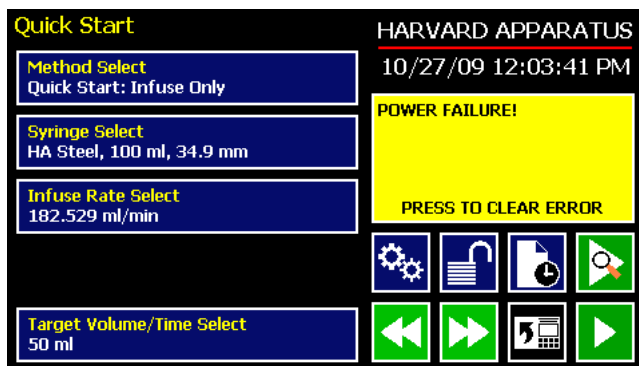 Quick Start
Method Select
Quick Start: Infuse Only
Syringe Select
HA Steel, 100 ml, 34.9 mm
Infuse Rate Select
182.529 ml/min
Target Volume/Time Select
50 ml
HARVARD APPARATUS
10/27/09 12:03:41 PM
POWER FAILURE!
PRESS TO CLEAR ERROR